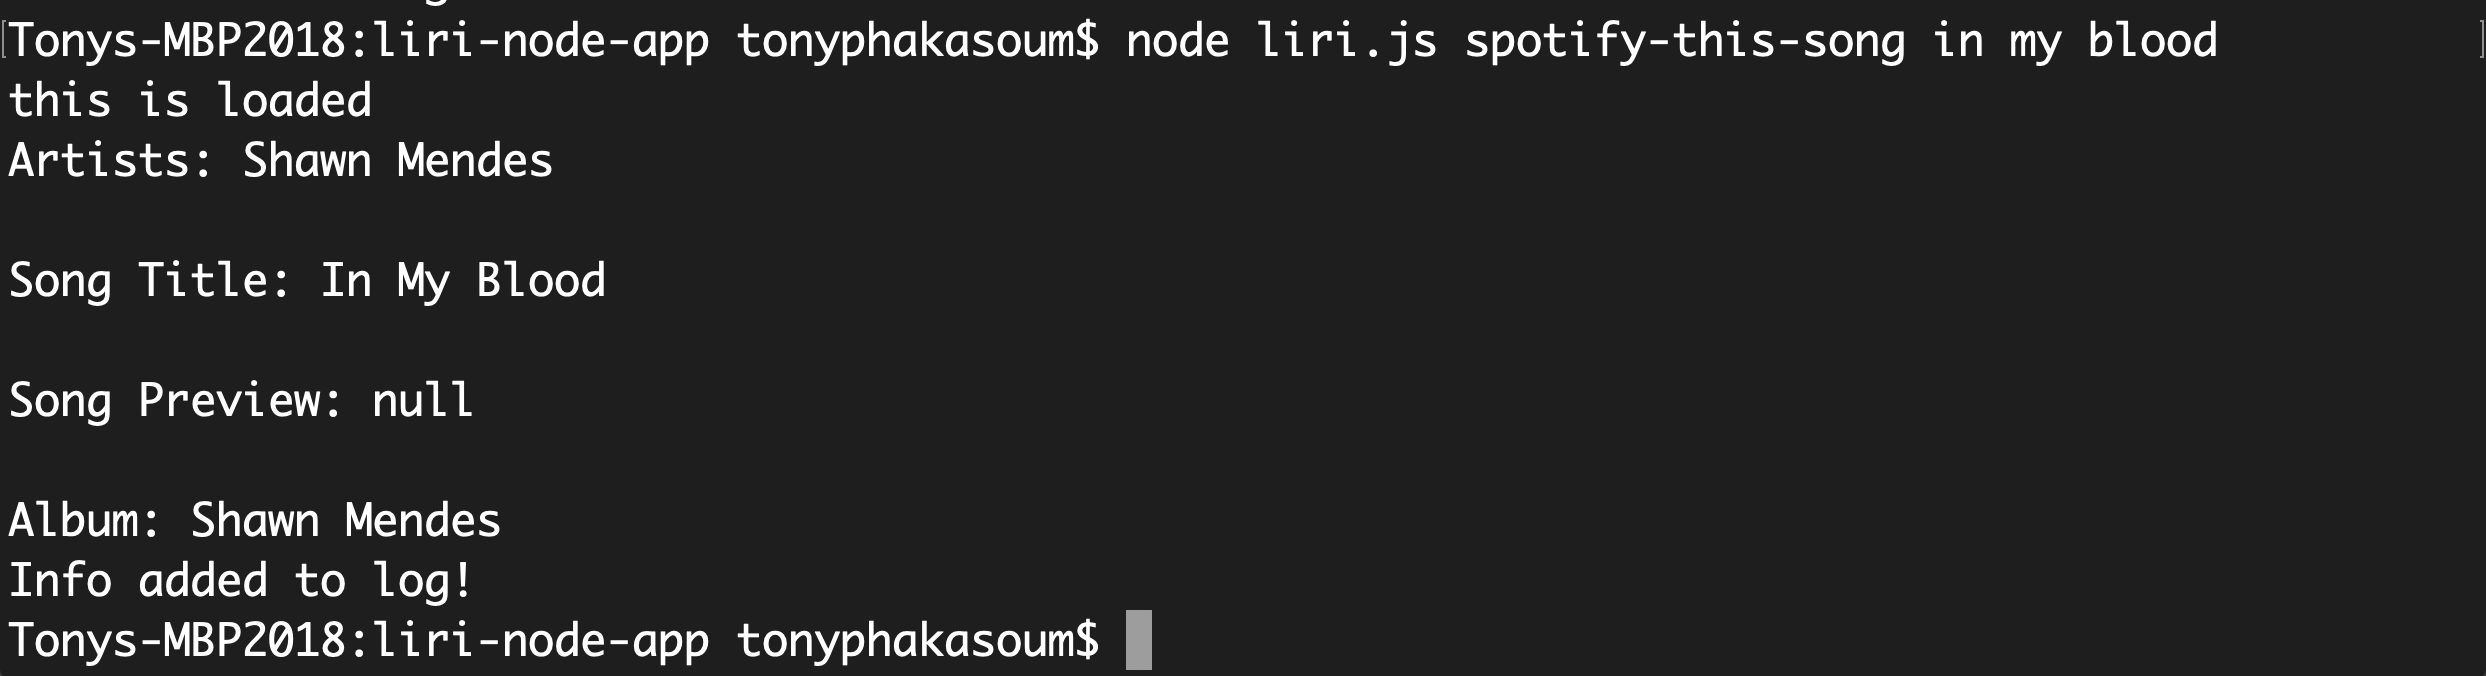 Tonys-MBP2018:liri-node-app tonyphakasoum$ node liri.js spotify-this-song in my blood
this is loaded
Artists: Shawn Mendes
Song Title: In My Blood
Song Preview: null
Album: Shawn Mendes
Info added to log!
Tonys-MBP2018:liri-node-app tonyphakasoum$